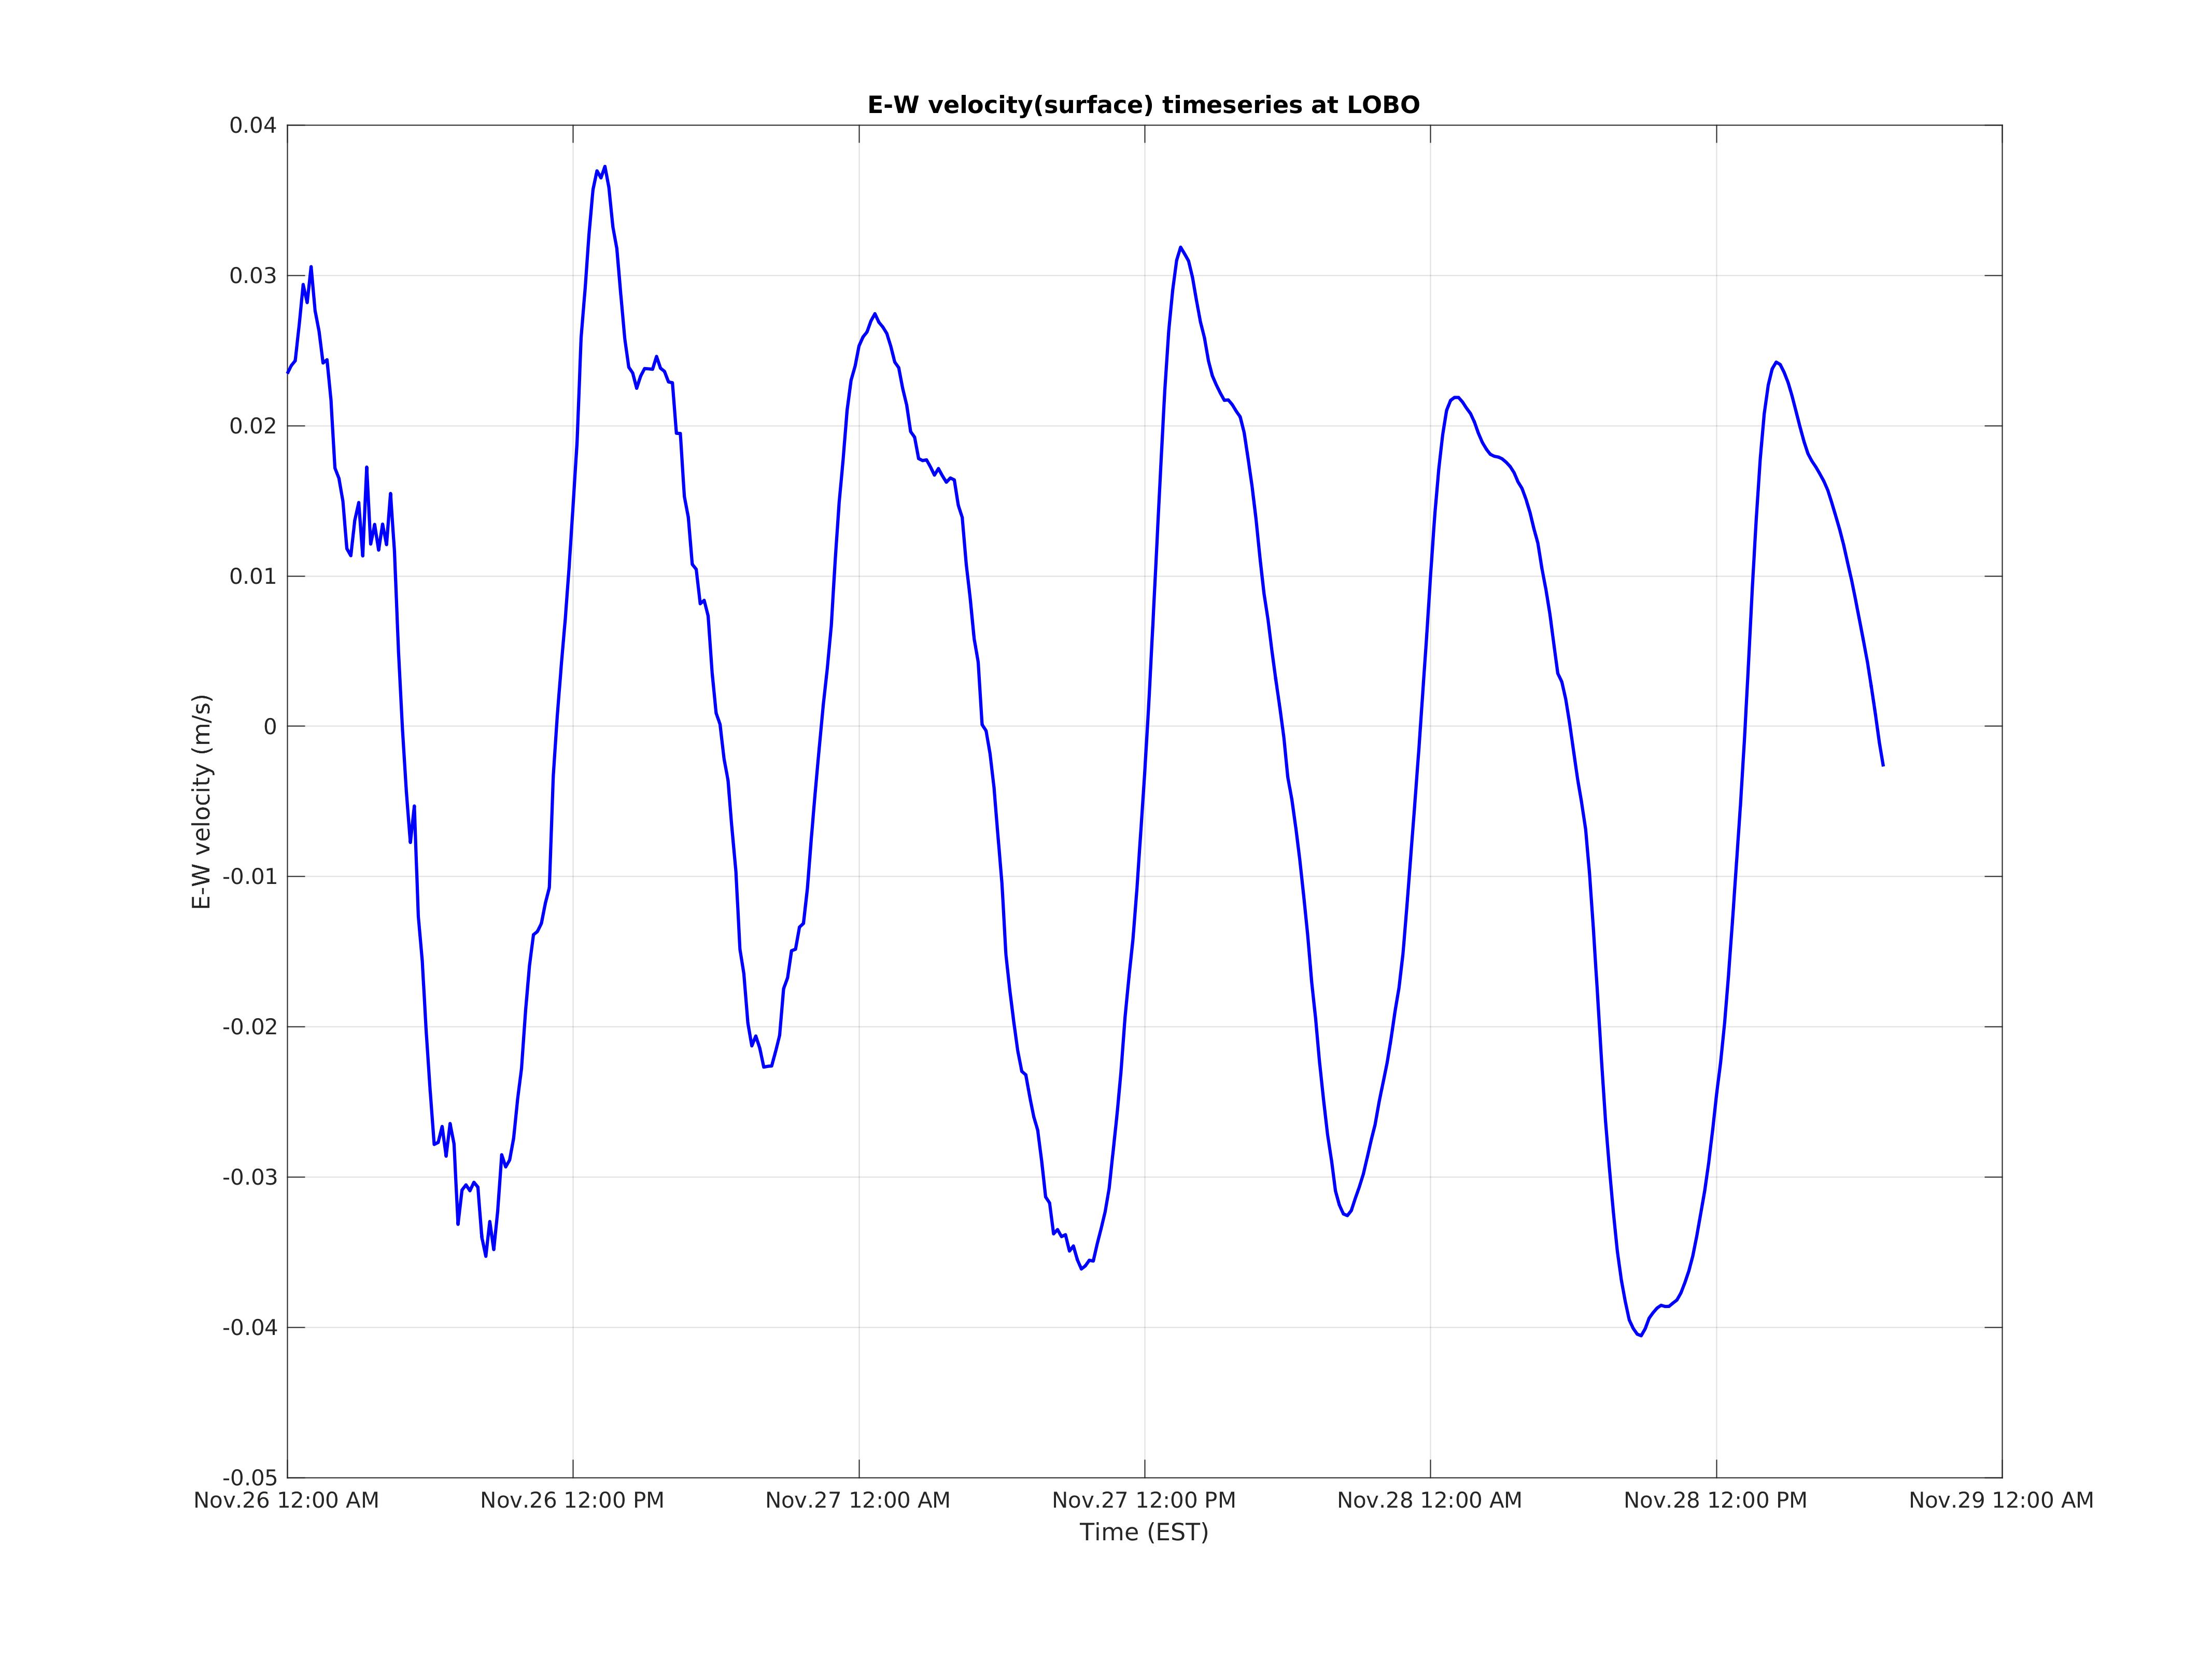 E-W velocity(surface) timeseries at LOBO
0.04
0.03
0.02
0.01
0
-0.01
-0.02
-0.03
-0.04
-0.05
E-W velocity (m/s)
Nov.26 12:00 AM Nov.26 12:00 PM Nov.27 12:00 AM Nov.27 12:00 PM Nov.28 12:00 AM Nov.28 12:00 PM Nov.29 12:00 AM
Time (EST)